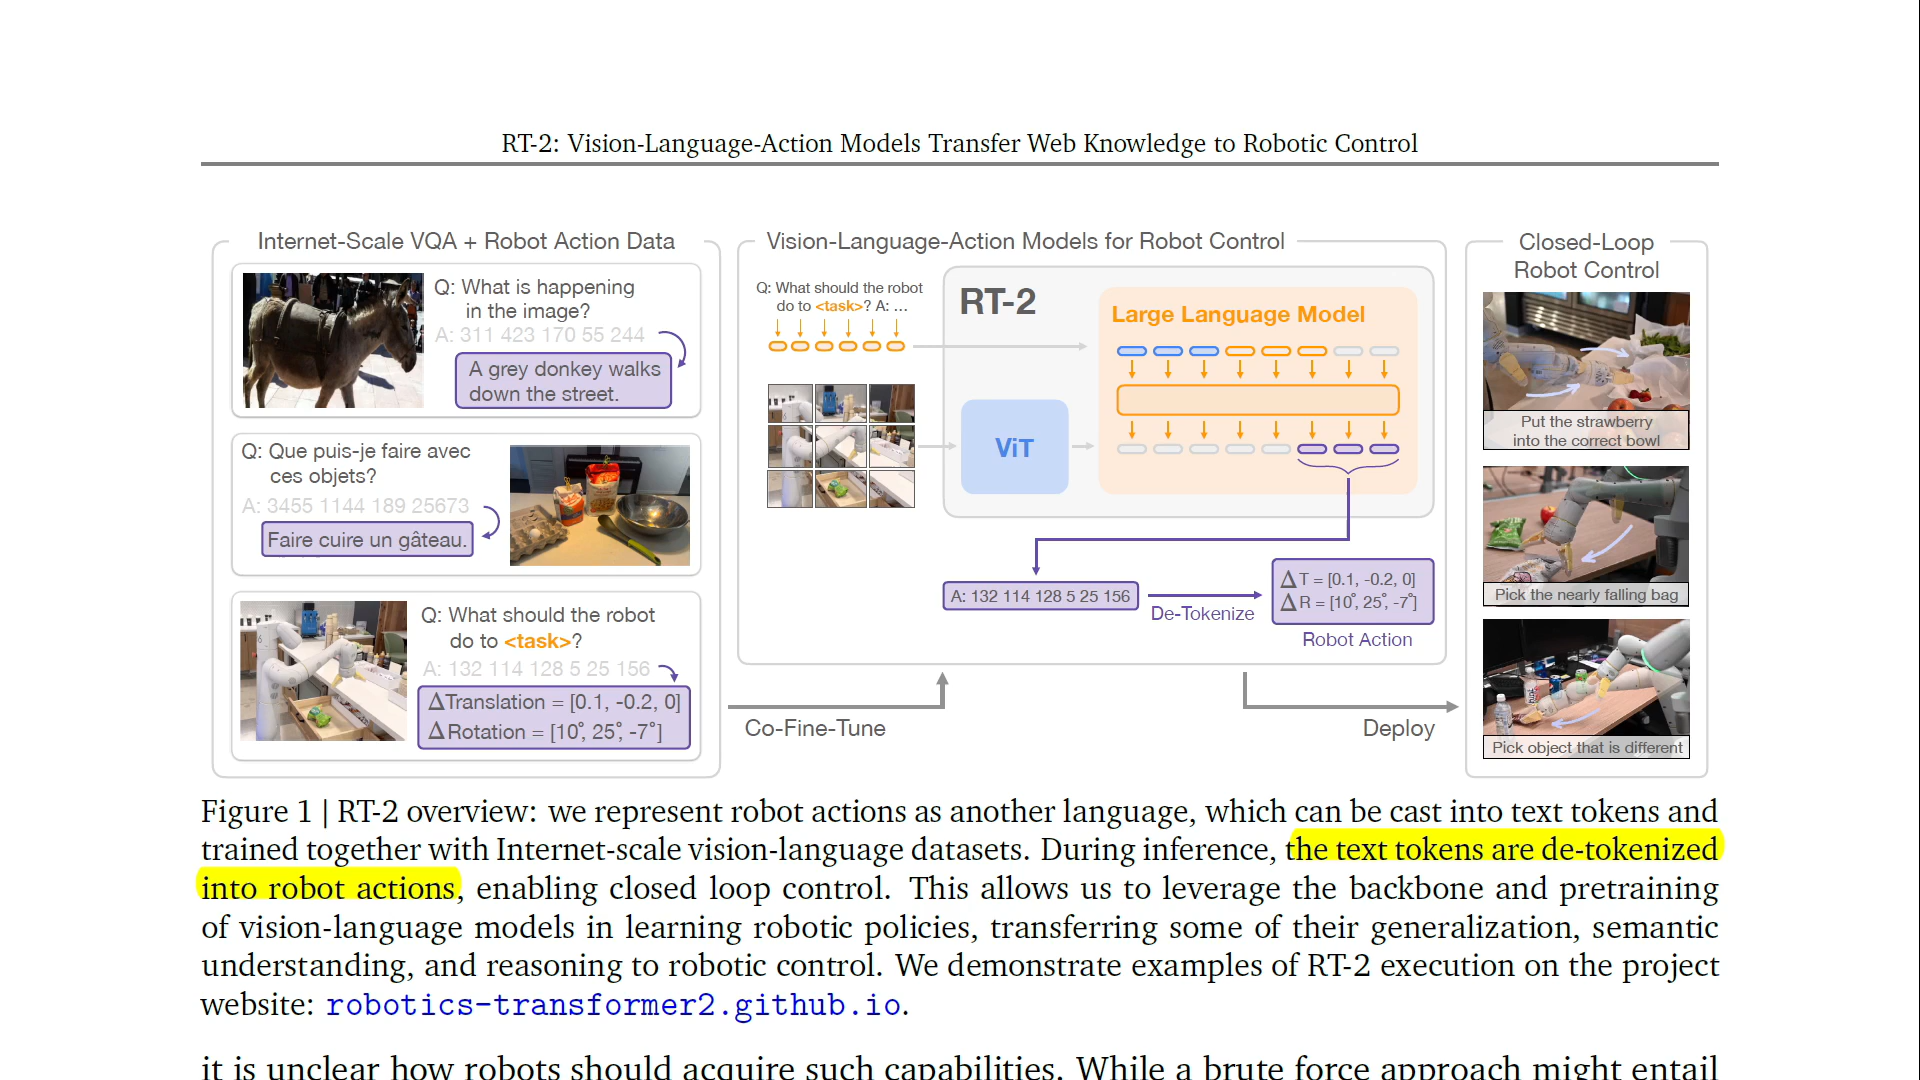 RT-2: Vision-Language-Action Models Transfer Web Knowledge to Robotic Control
Internet-Scale VQA + Robot Action Data
Q: What is happening
in the image?
A: 311 423 170 55 244
A grey donkey walks
down the street.
Q: Que puis-je faire avec
ces objets?
A: 3455 1144 189 25673
Faire cuire un gâteau.
Q: What should the robot
do to <task>?
A: 132 114 128 5 25 156
ΔTranslation = [0.1, -0.2, 0]
ΔRotation = [10°, 25°, -7°]
Co-Fine-Tune
Vision-Language-Action Models for Robot Control
Q: What should the robot
do to <task>? A: ...
RT-2
Large Language Model
ViT
A: 132 114 128 5 25 156
De-Tokenize
ΔT = [0.1, -0.2, 0]
ΔR = [10°, 25°, -7°]
Robot Action
Deploy
Closed-Loop
Robot Control
Put the strawberry
into the correct bowl
Pick the nearly falling bag
Pick object that is different
Figure 1 | RT-2 overview: we represent robot actions as another language, which can be cast into text tokens and
trained together with Internet-scale vision-language datasets. During inference, the text tokens are de-tokenized
into robot actions, enabling closed loop control. This allows us to leverage the backbone and pretraining
of vision-language models in learning robotic policies, transferring some of their generalization, semantic
understanding, and reasoning to robotic control. We demonstrate examples of RT-2 execution on the project
website: robotics-transformer2.github.io.
it is unclear how robots should acquire such capabilities. While a brute force approach might entail